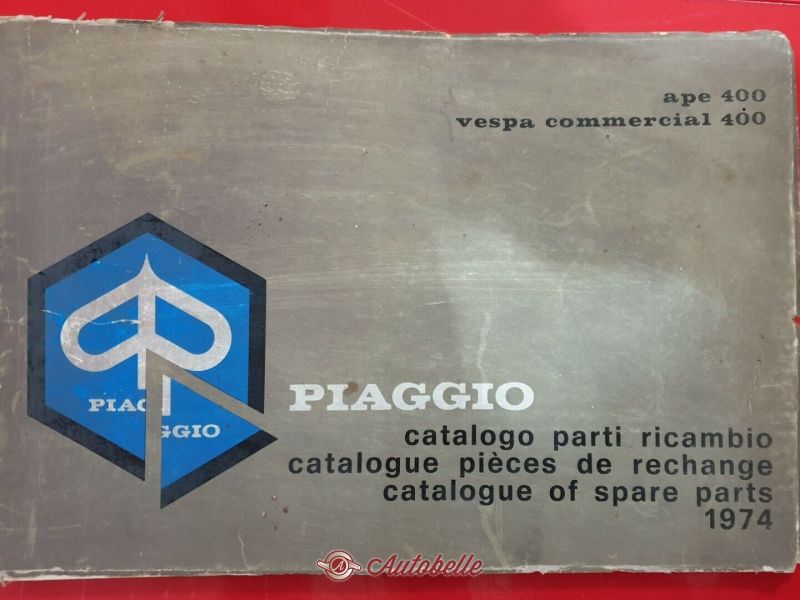 ape 400
vespa commercial 400
PIAGGIO
PIAGGIO
catalogo parti ricambio
catalogue pièces de rechange
catalogue of spare parts
1974
A Autobelle